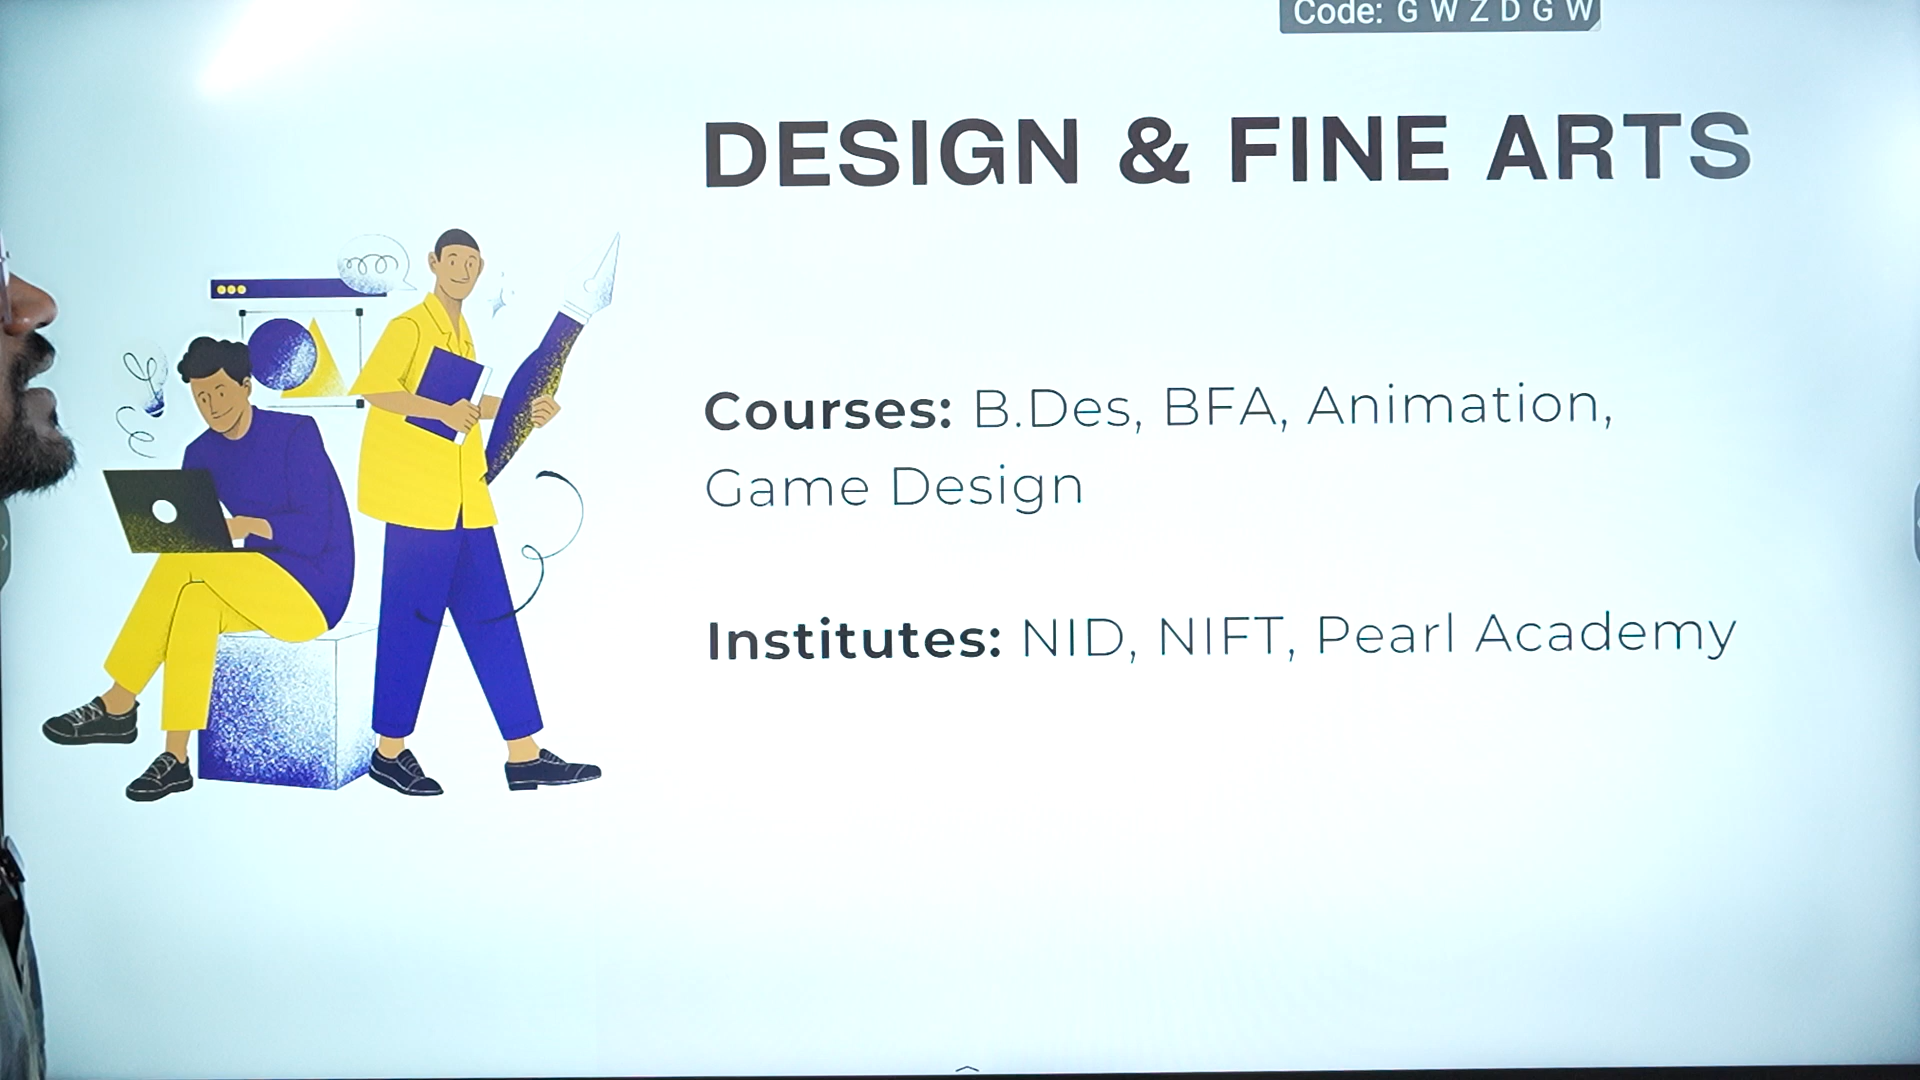 Code: G W Z D G W
DESIGN & FINE ARTS
Courses: B.Des, BFA, Animation,
Game Design
Institutes: NID, NIFT, Pearl Academy